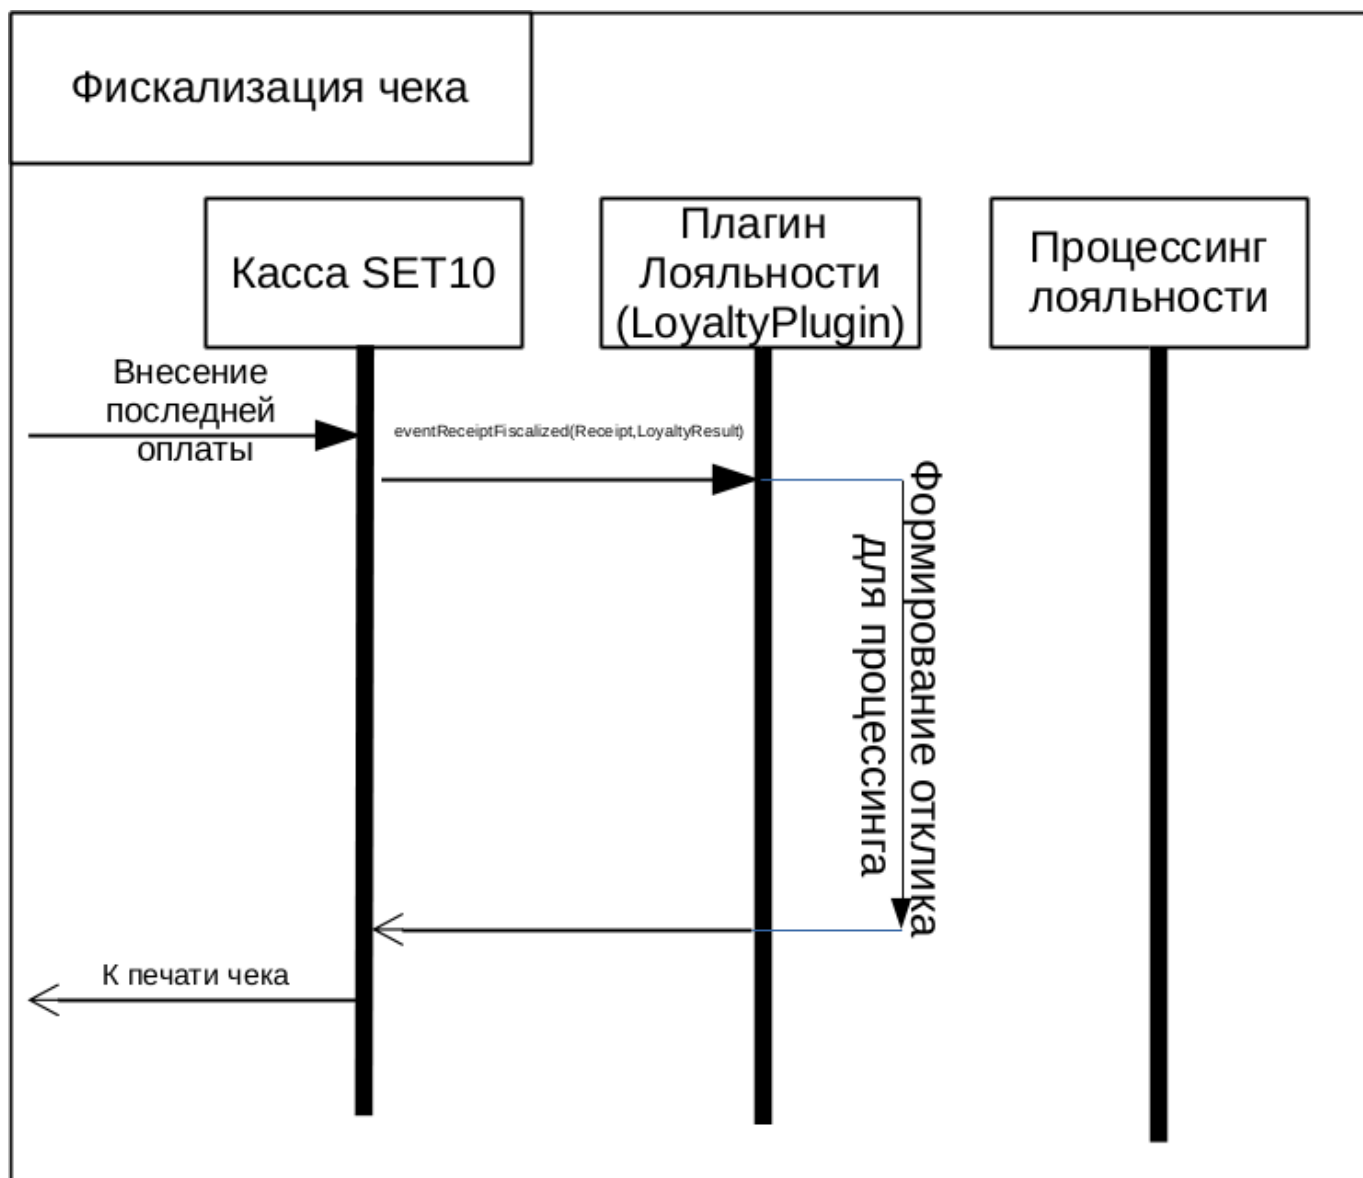 Фискализация чека
Касса SET10
Плагин
Лояльности
(LoyaltyPlugin)
Процессинг
лояльности
Внесение
последней
оплаты
eventReceiptFiscalized(Receipt,LoyaltyResult)
Формирование отклика
для процессинга
К печати чека